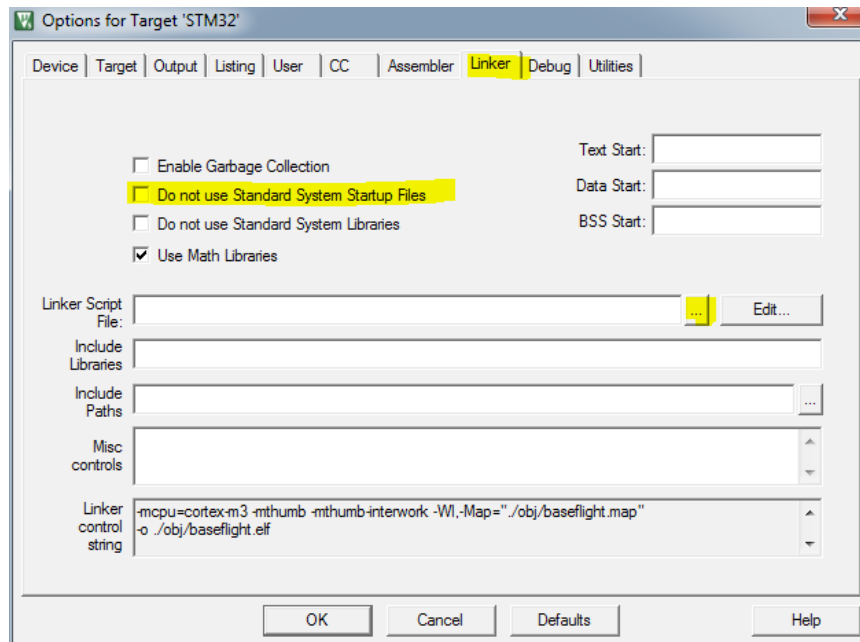 Options for Target 'STM32'
Device Target Output Listing User CC Assembler Linker Debug Utilities
Enable Garbage Collection
Do not use Standard System Startup Files
Do not use Standard System Libraries
Use Math Libraries
Text Start:
Data Start:
BSS Start:
Linker Script
File:
...
Edit...
Include
Libraries
Include
Paths
...
Misc
controls
Linker
control
string
-mcpu=cortex-m3 -mthumb -mthumb-interwork -Wl,-Map="./obj/baseflight.map"
-o ./obj/baseflight.elf
OK Cancel Defaults Help